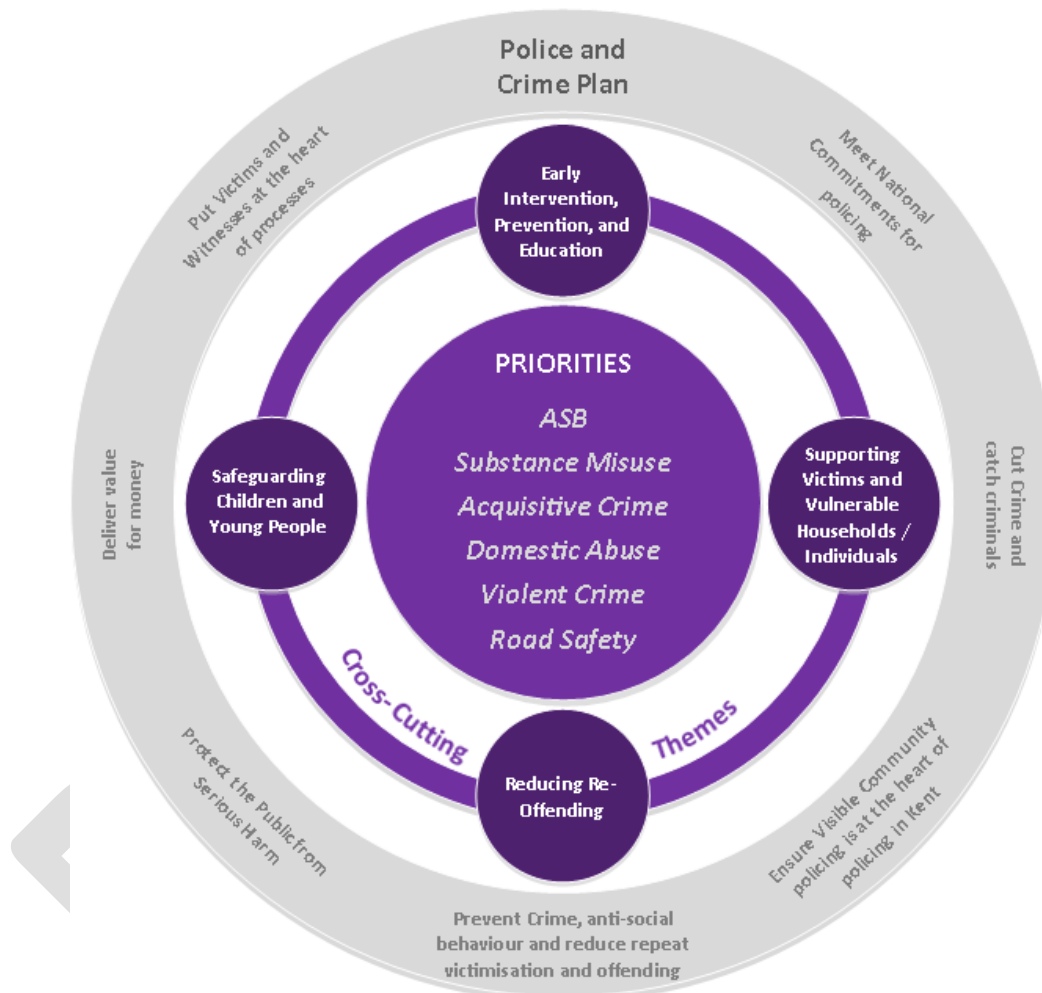 Police and
Crime Plan
Put Victims and
Witnesses at the heart
of processes
Meet National
Commitments for
policing
Early
Intervention,
Prevention, and
Education
PRIORITIES
ASB
Substance Misuse
Acquisitive Crime
Domestic Abuse
Violent Crime
Road Safety
Safeguarding
Children and
Young People
Supporting
Victims and
Vulnerable
Households /
Individuals
Deliver value
for money
Cut Crime and
catch criminals
Cross-Cutting
Themes
Reducing Re-
Offending
Protect the Public from
Serious Harm
Ensure Visible Community
policing is at the heart of
policing in Kent
Prevent Crime, anti-social
behaviour and reduce repeat
victimisation and offending